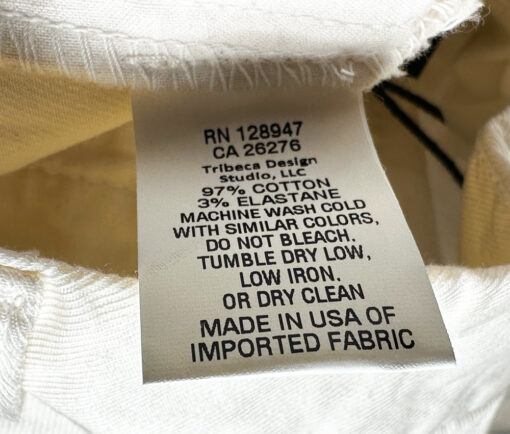 RN 128947
CA 26276
Tribeca Design
Studio, LLC
97% COTTON
3% ELASTANE
MACHINE WASH COLD
WITH SIMILAR COLORS,
DO NOT BLEACH.
TUMBLE DRY LOW,
LOW IRON.
OR DRY CLEAN
MADE IN USA OF
IMPORTED FABRIC